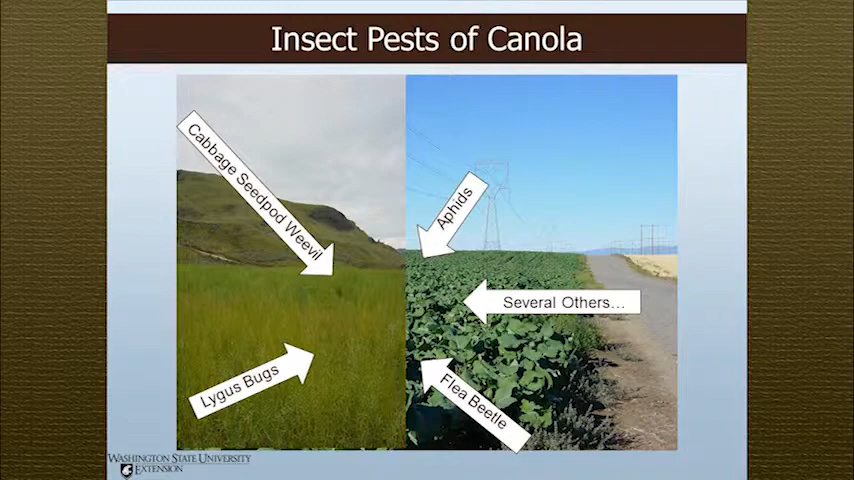 Insect Pests of Canola
Cabbage Seedpod Weevil
Aphids
Several Others...
Lygus Bugs
Flea Beetle
WASHINGTON STATE UNIVERSITY
EXTENSION